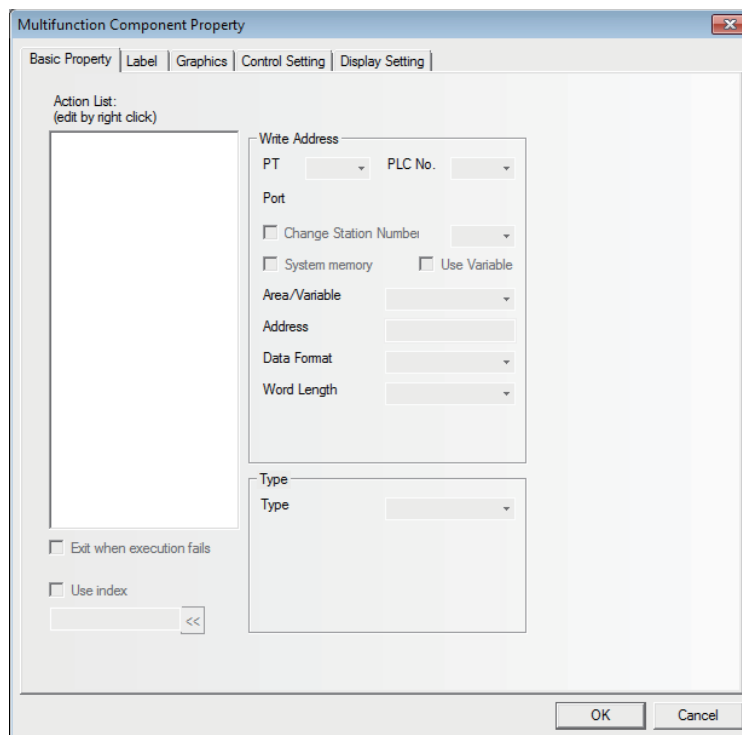 Multifunction Component Property
Basic Property Label Graphics Control Setting Display Setting
Action List:
(edit by right click)
Write Address
PT PLC No.
Port
Change Station Number
System memory Use Variable
Area/Variable
Address
Data Format
Word Length
Type
Type
Exit when execution fails
Use index
<<
OK Cancel